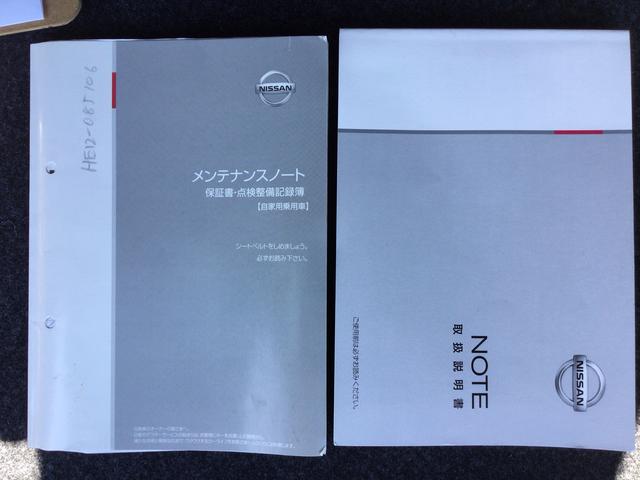 HE12-085106
NISSAN
メンテナンスノート
保証書・点検整備記録簿
【自家用乗用車】
シートベルトをしめましょう。
必ずお読み下さい。
NISSAN
NOTE
取扱説明書
ご使用前は必ずお読みください。